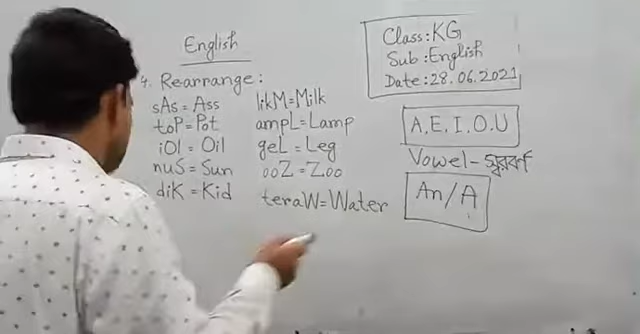 English
4. Rearrange:
sAs = Ass
toP = Pot
iOl = Oil
nuS = Sun
diK = Kid
likM = Milk
ampL = Lamp
geL = Leg
ooZ = Zoo
teraW = Water
Class: KG
Sub : English
Date: 28.06.2021
A.E.I.O.U
Vowel - স্বরবর্ণ
An/A